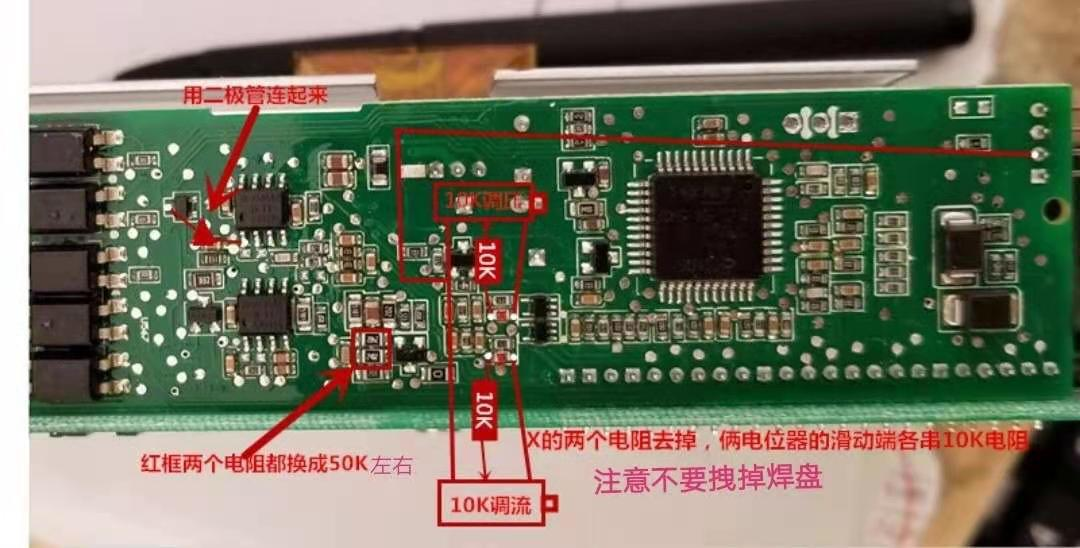 用二极管连起来
10K调压
10K
U567
10K
X的两个电阻去掉，俩电位器的滑动端各串10K电阻
红框两个电阻都换成50K左右
注意不要拽掉焊盘
10K调流